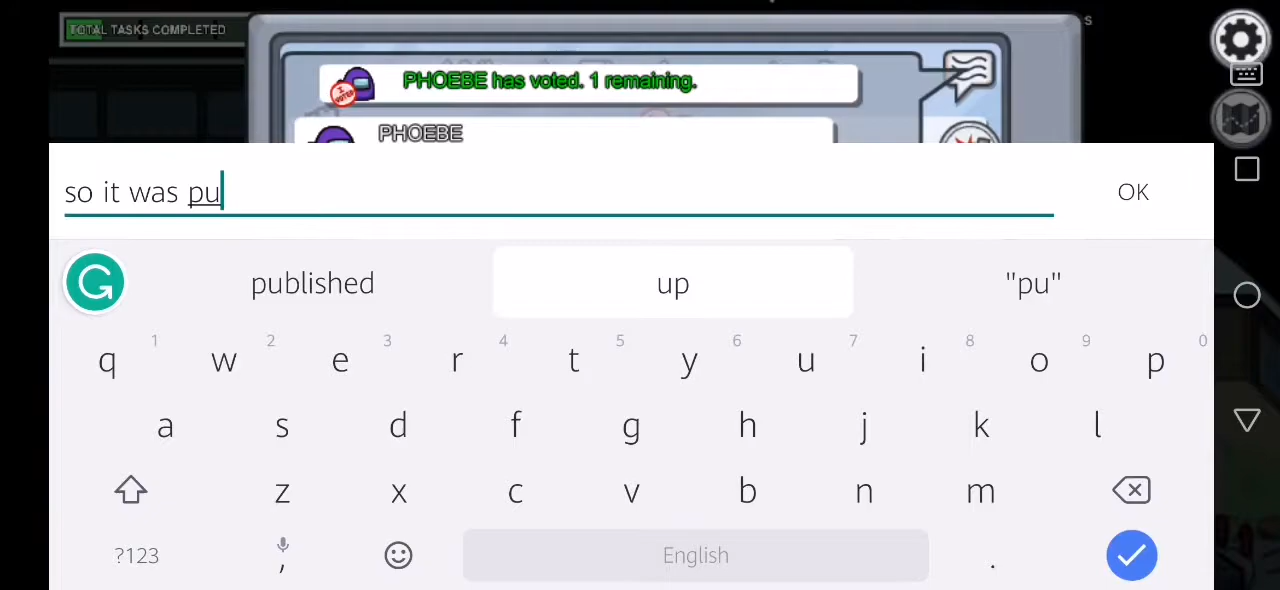 TOTAL TASKS COMPLETED
S
I VOTED
PHOEBE has voted. 1 remaining.
PHOEBE
so it was pu
OK
published up "pu"
1 2 3 4 5 6 7 8 9 0
q w e r t y u i o p
a s d f g h j k l
z x c v b n m
?123 , English .